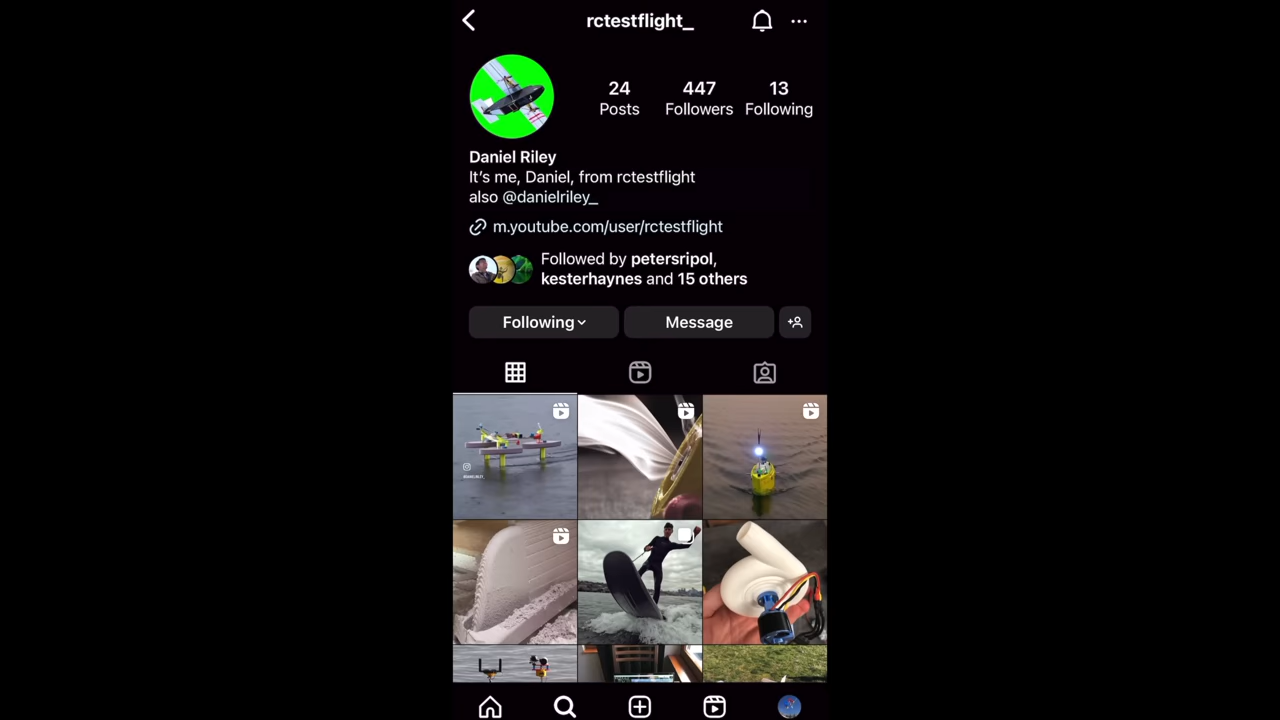 rctestflight_
24
447
13
Posts
Followers
Following
Daniel Riley
It's me, Daniel, from rctestflight
also @danielriley_
m.youtube.com/user/rctestflight
Followed by petersripol,
kesterhaynes and 15 others
Following
Message